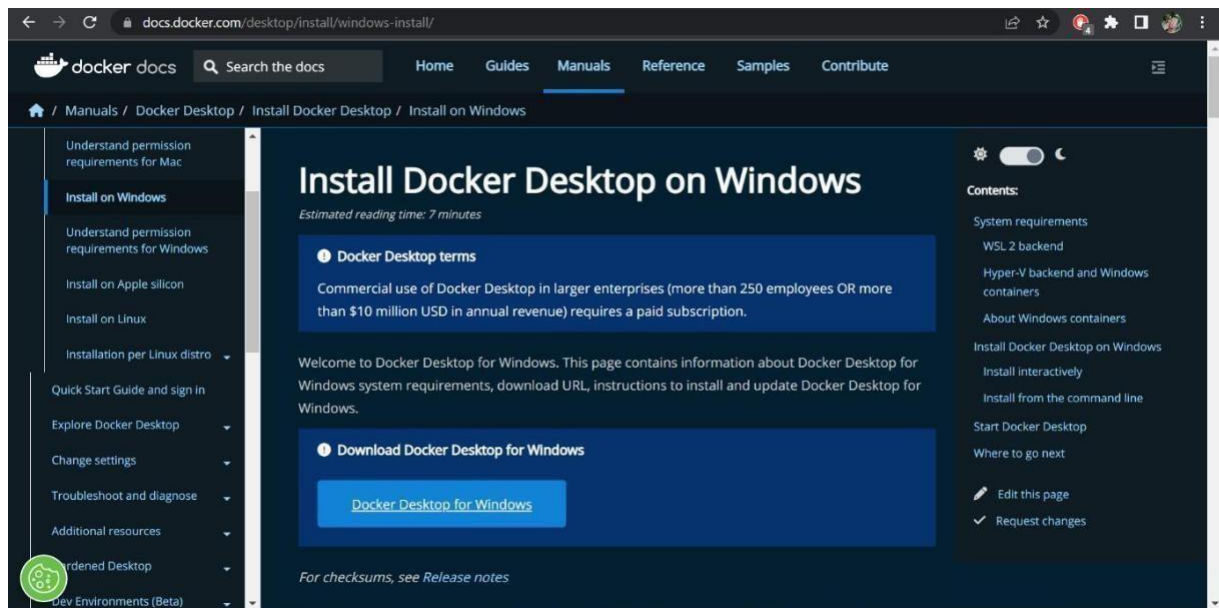 docs.docker.com/desktop/install/windows-install/
4
docker docs
Search the docs
Home Guides Manuals Reference Samples Contribute
/ Manuals / Docker Desktop / Install Docker Desktop / Install on Windows
Understand permission
requirements for Mac
Install on Windows
Understand permission
requirements for Windows
Install on Apple silicon
Install on Linux
Installation per Linux distro
Quick Start Guide and sign in
Explore Docker Desktop
Change settings
Troubleshoot and diagnose
Additional resources
Desktop
Dev Environments (Beta)
Install Docker Desktop on Windows
Estimated reading time: 7 minutes
Docker Desktop terms
Commercial use of Docker Desktop in larger enterprises (more than 250 employees OR more
than $10 million USD in annual revenue) requires a paid subscription.
Welcome to Docker Desktop for Windows. This page contains information about Docker Desktop for
Windows system requirements, download URL, instructions to install and update Docker Desktop for
Windows.
Download Docker Desktop for Windows
Docker Desktop for Windows
For checksums, see Release notes
Contents:
System requirements
WSL 2 backend
Hyper-V backend and Windows
containers
About Windows containers
Install Docker Desktop on Windows
Install interactively
Install from the command line
Start Docker Desktop
Where to go next
Edit this page
Request changes